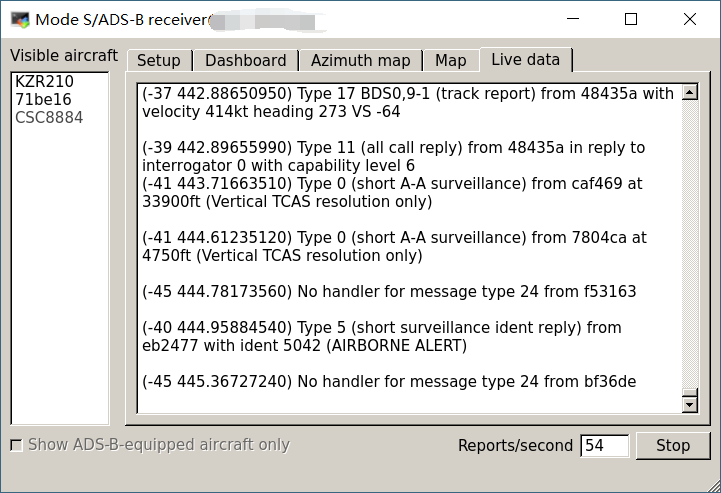 Mode S/ADS-B receiver
Visible aircraft
Setup
Dashboard
Azimuth map
Map
Live data
KZR210
71be16
CSC8884
(-37 442.88650950) Type 17 BDS0,9-1 (track report) from 48435a with
velocity 414kt heading 273 VS -64
(-39 442.89655990) Type 11 (all call reply) from 48435a in reply to
interrogator 0 with capability level 6
(-41 443.71663510) Type 0 (short A-A surveillance) from caf469 at
33900ft (Vertical TCAS resolution only)
(-41 444.61235120) Type 0 (short A-A surveillance) from 7804ca at
4750ft (Vertical TCAS resolution only)
(-45 444.78173560) No handler for message type 24 from f53163
(-40 444.95884540) Type 5 (short surveillance ident reply) from
eb2477 with ident 5042 (AIRBORNE ALERT)
(-45 445.36727240) No handler for message type 24 from bf36de
Show ADS-B-equipped aircraft only
Reports/second
54
Stop